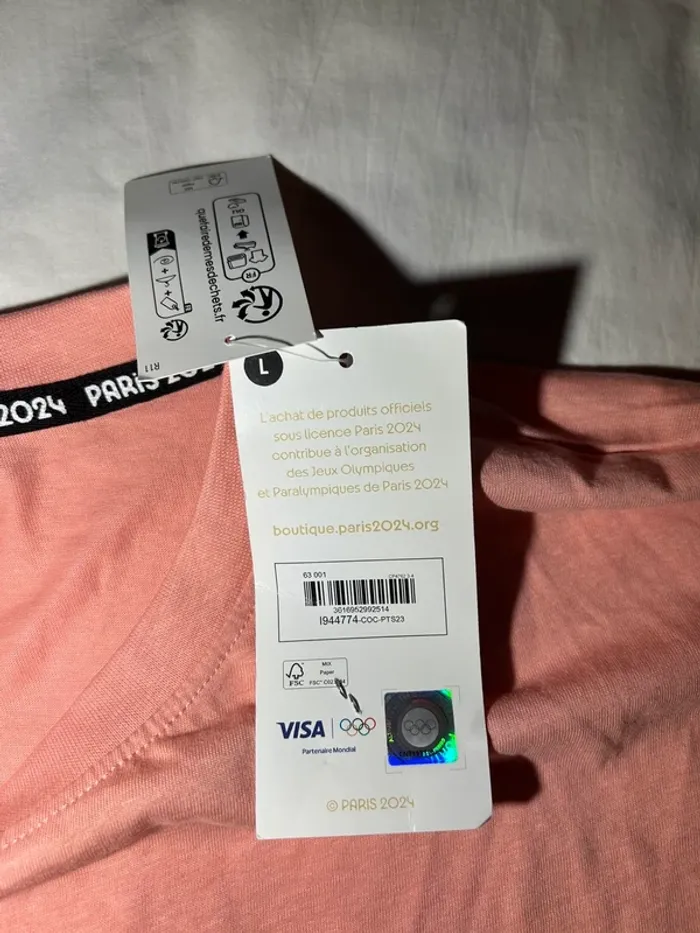 quefairedemesdechets.fr
FR
R11
2024 PARIS 2024
L
L'achat de produits officiels
sous licence Paris 2024
contribue à l'organisation
des Jeux Olympiques
et Paralympiques de Paris 2024
boutique.paris2024.org
63 001
3616952992514
I944774-COC-PTS23
MIX
Paper
FSC
VISA
Partenaire Mondial
© PARIS 2024